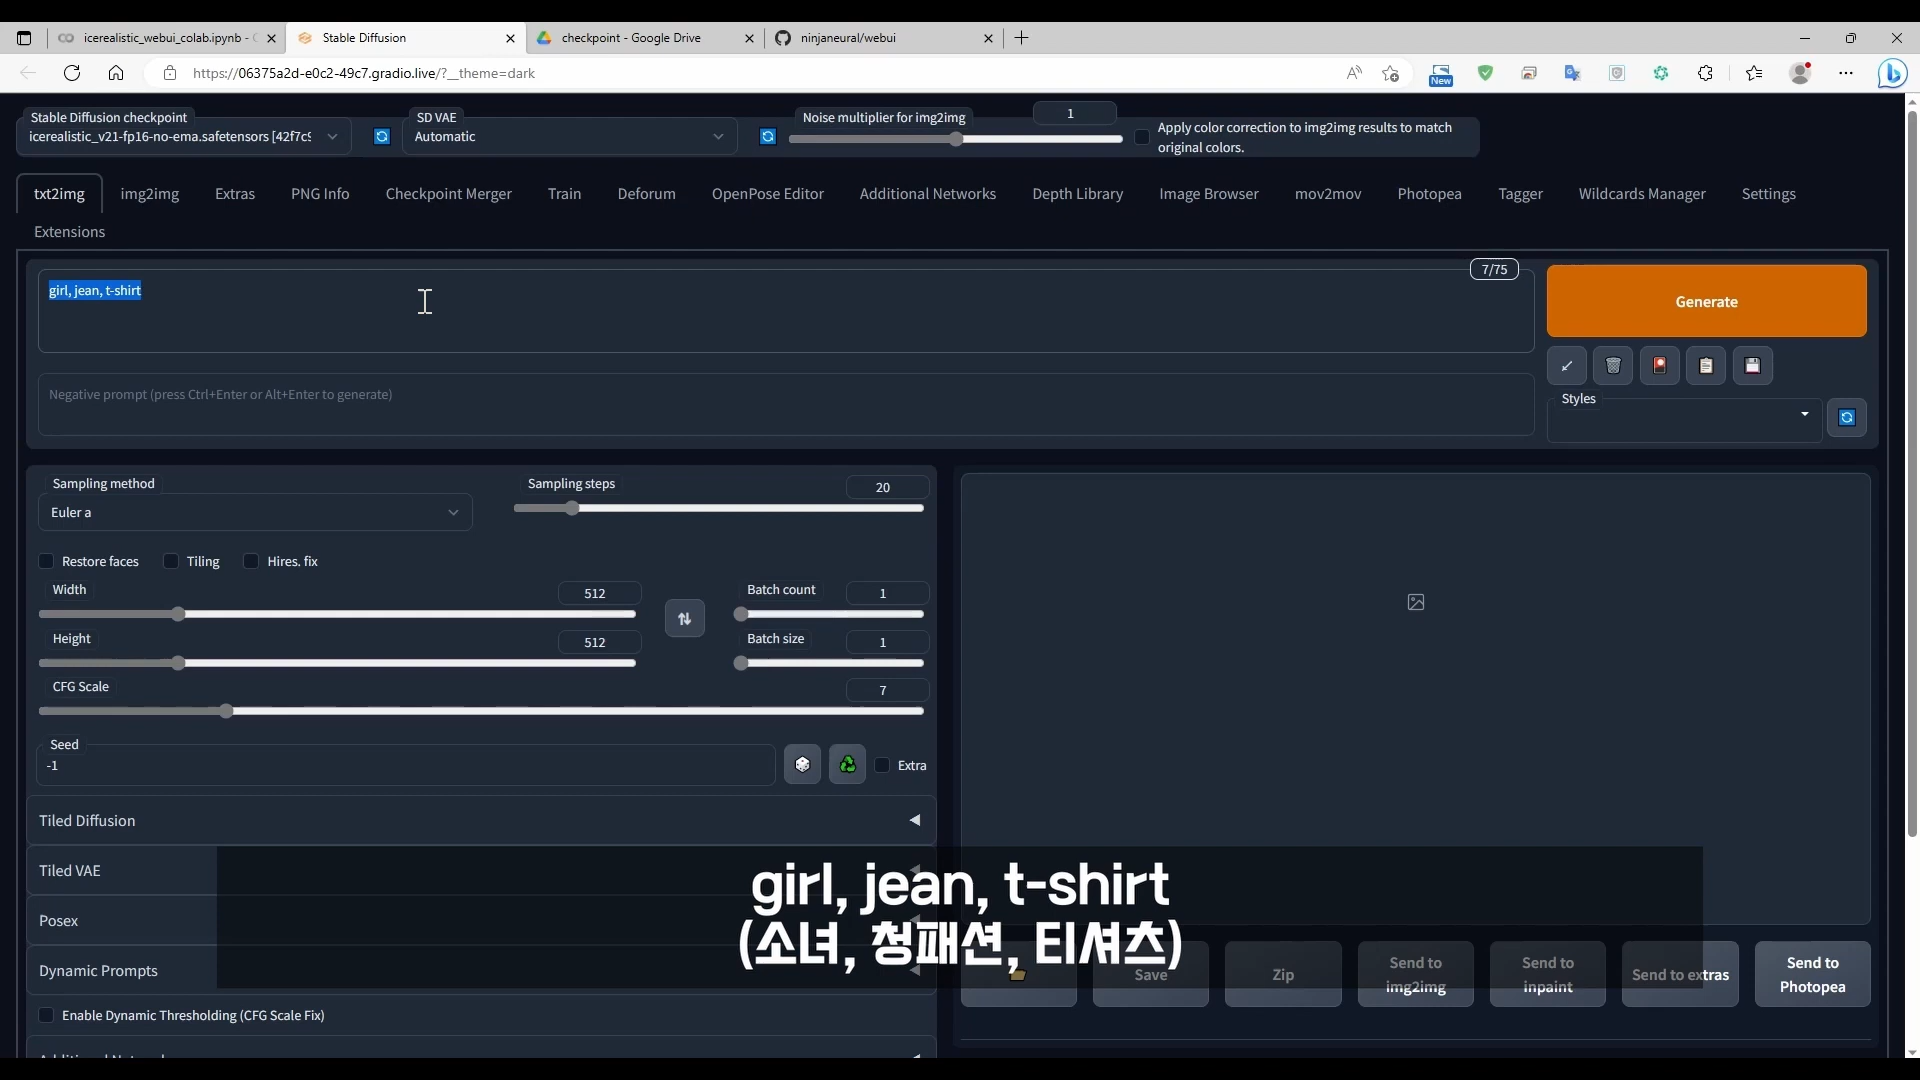 icerealistic_webui_colab.ipynb - C
Stable Diffusion
checkpoint - Google Drive
ninjaneural/webui
https://06375a2d-e0c2-49c7.gradio.live/?__theme=dark
New
Stable Diffusion checkpoint
icerealistic_v21-fp16-no-ema.safetensors [42f7c9
SD VAE
Automatic
Noise multiplier for img2img
1
Apply color correction to img2img results to match
original colors.
txt2img
img2img
Extras
PNG Info
Checkpoint Merger
Train
Deforum
OpenPose Editor
Additional Networks
Depth Library
Image Browser
mov2mov
Photopea
Tagger
Wildcards Manager
Settings
Extensions
girl, jean, t-shirt
7/75
Generate
Negative prompt (press Ctrl+Enter or Alt+Enter to generate)
Styles
Sampling method
Euler a
Sampling steps
20
Restore faces
Tiling
Hires. fix
Width
512
Batch count
1
Height
512
Batch size
1
CFG Scale
7
Seed
-1
Extra
Tiled Diffusion
Tiled VAE
Posex
Dynamic Prompts
Enable Dynamic Thresholding (CFG Scale Fix)
girl, jean, t-shirt
(소녀, 청패션, 티셔츠)
Save
Zip
Send to
img2img
Send to
inpaint
Send to extras
Send to
Photopea